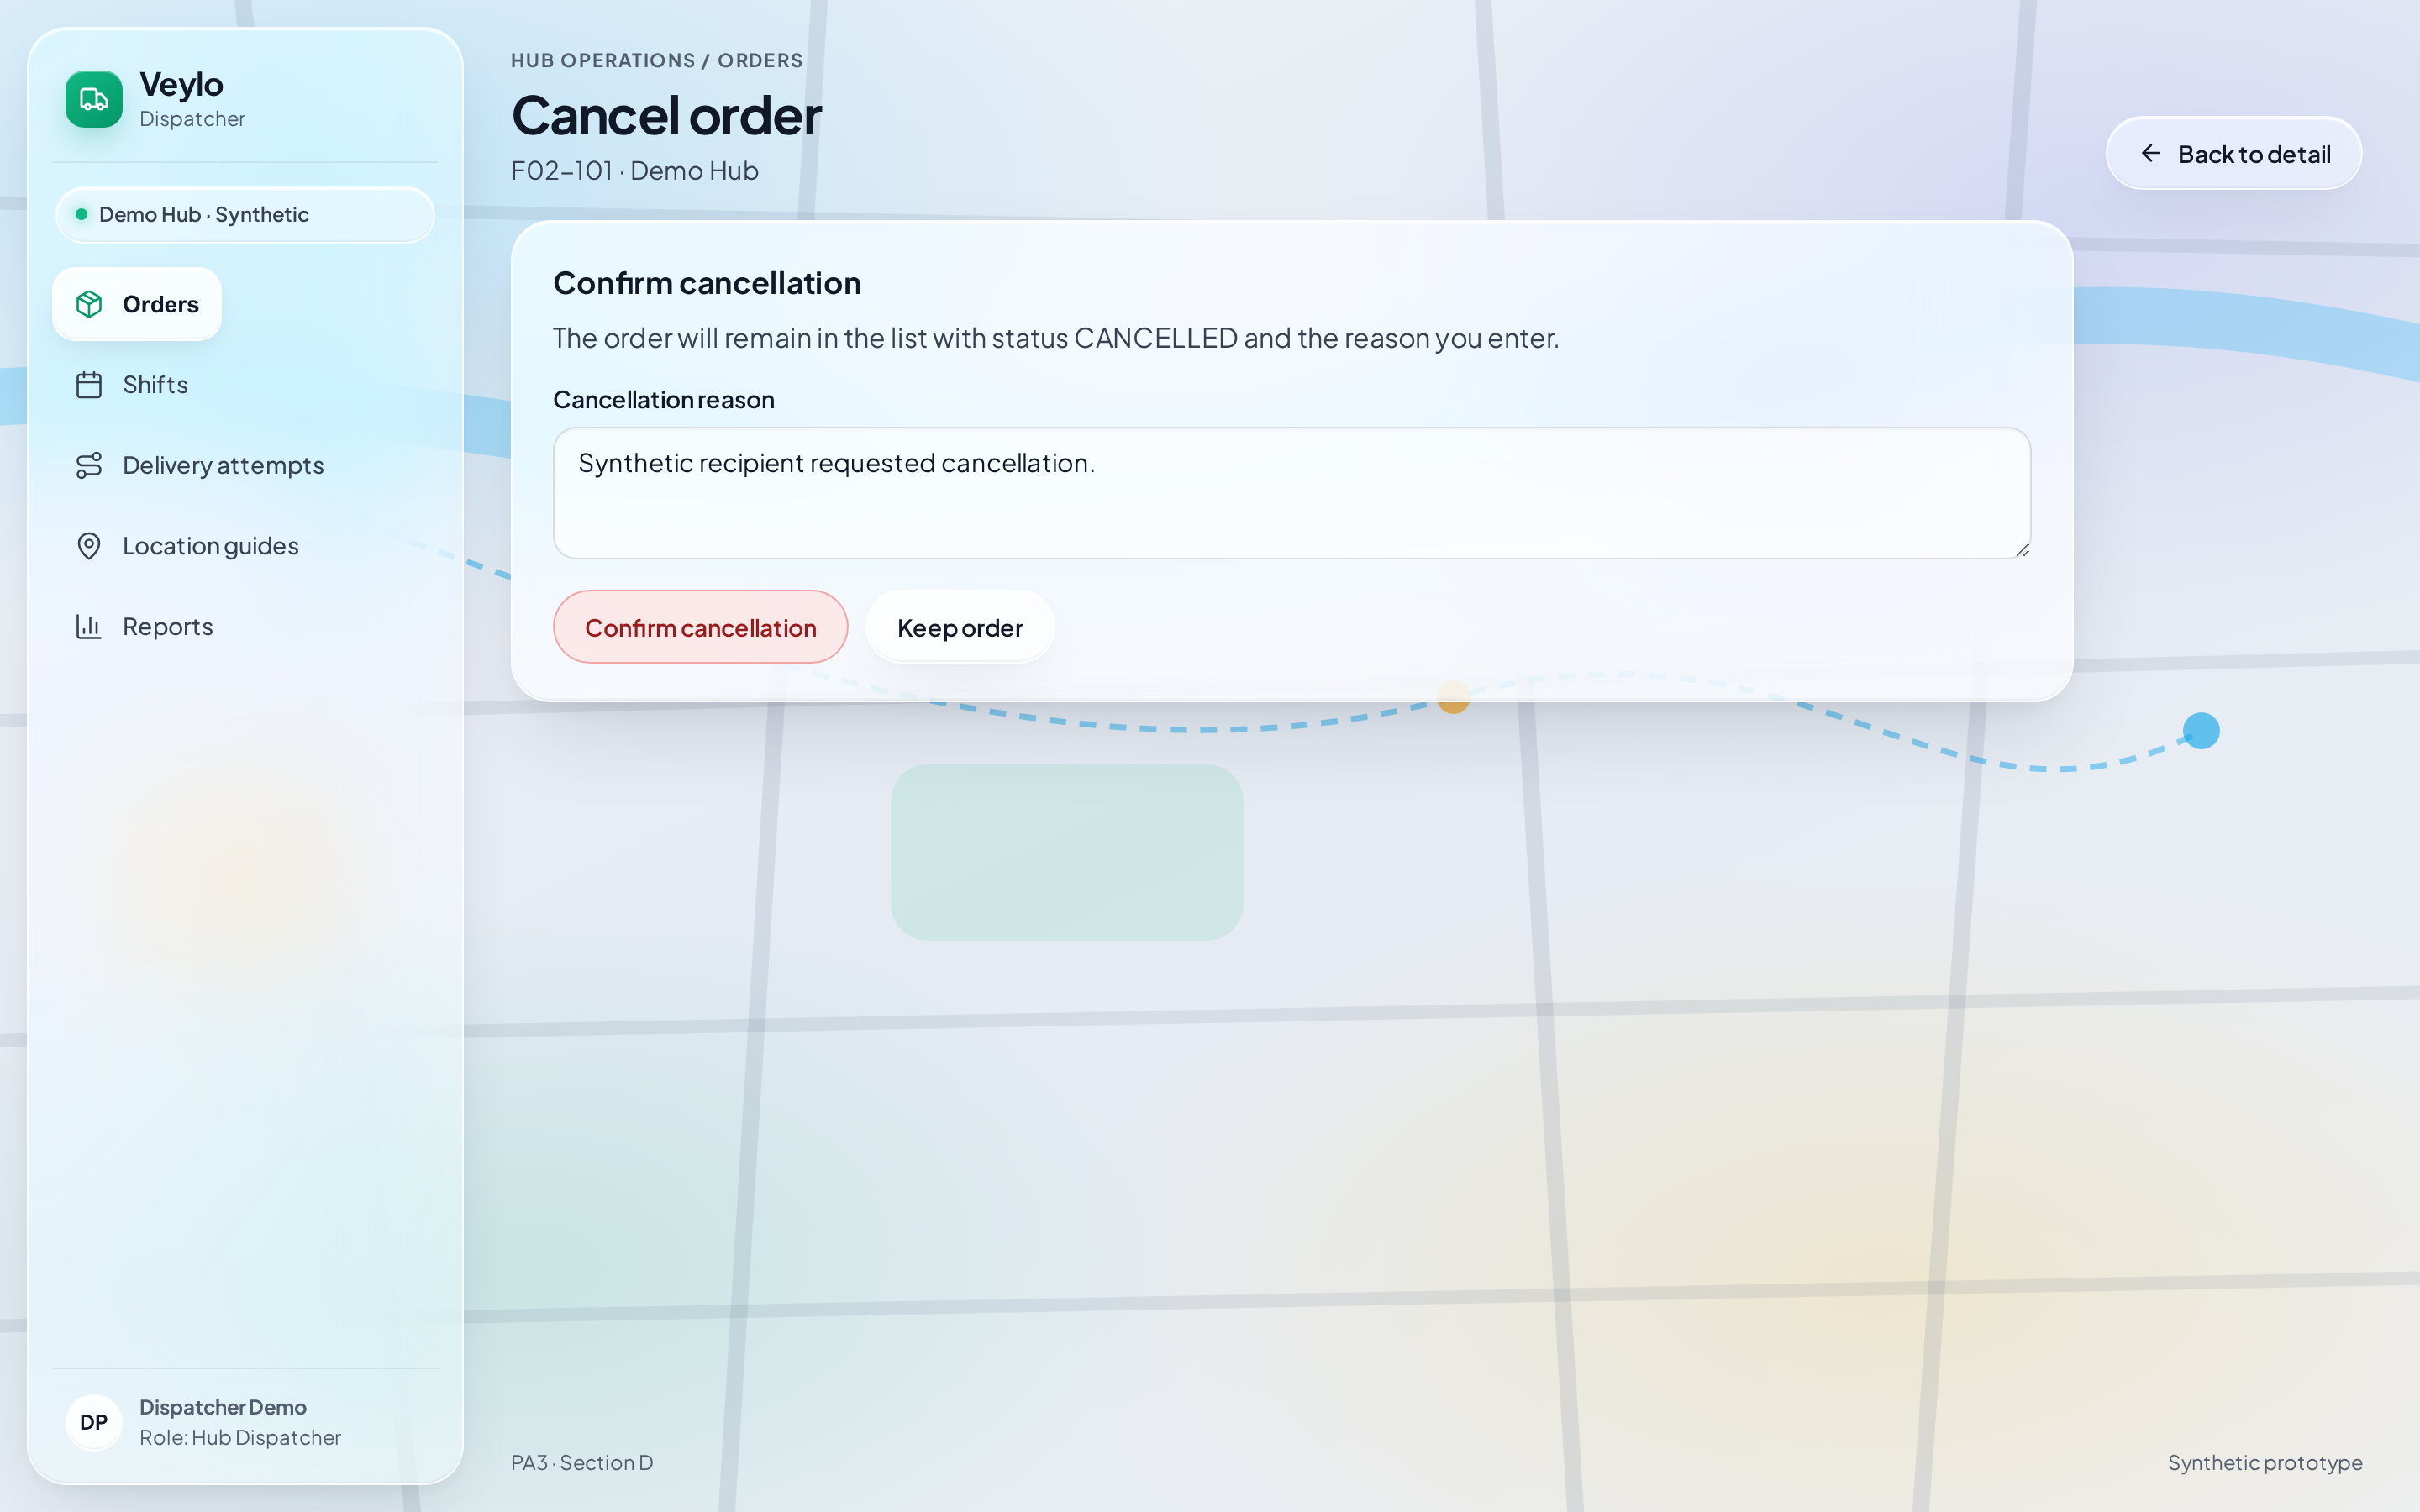 Veylo
Dispatcher
Demo Hub · Synthetic
Orders
Shifts
Delivery attempts
Location guides
Reports
DP
Dispatcher Demo
Role: Hub Dispatcher
HUB OPERATIONS / ORDERS
Cancel order
F02-101 · Demo Hub
Back to detail
Confirm cancellation
The order will remain in the list with status CANCELLED and the reason you enter.
Cancellation reason
Synthetic recipient requested cancellation.
Confirm cancellation
Keep order
PA3 · Section D
Synthetic prototype